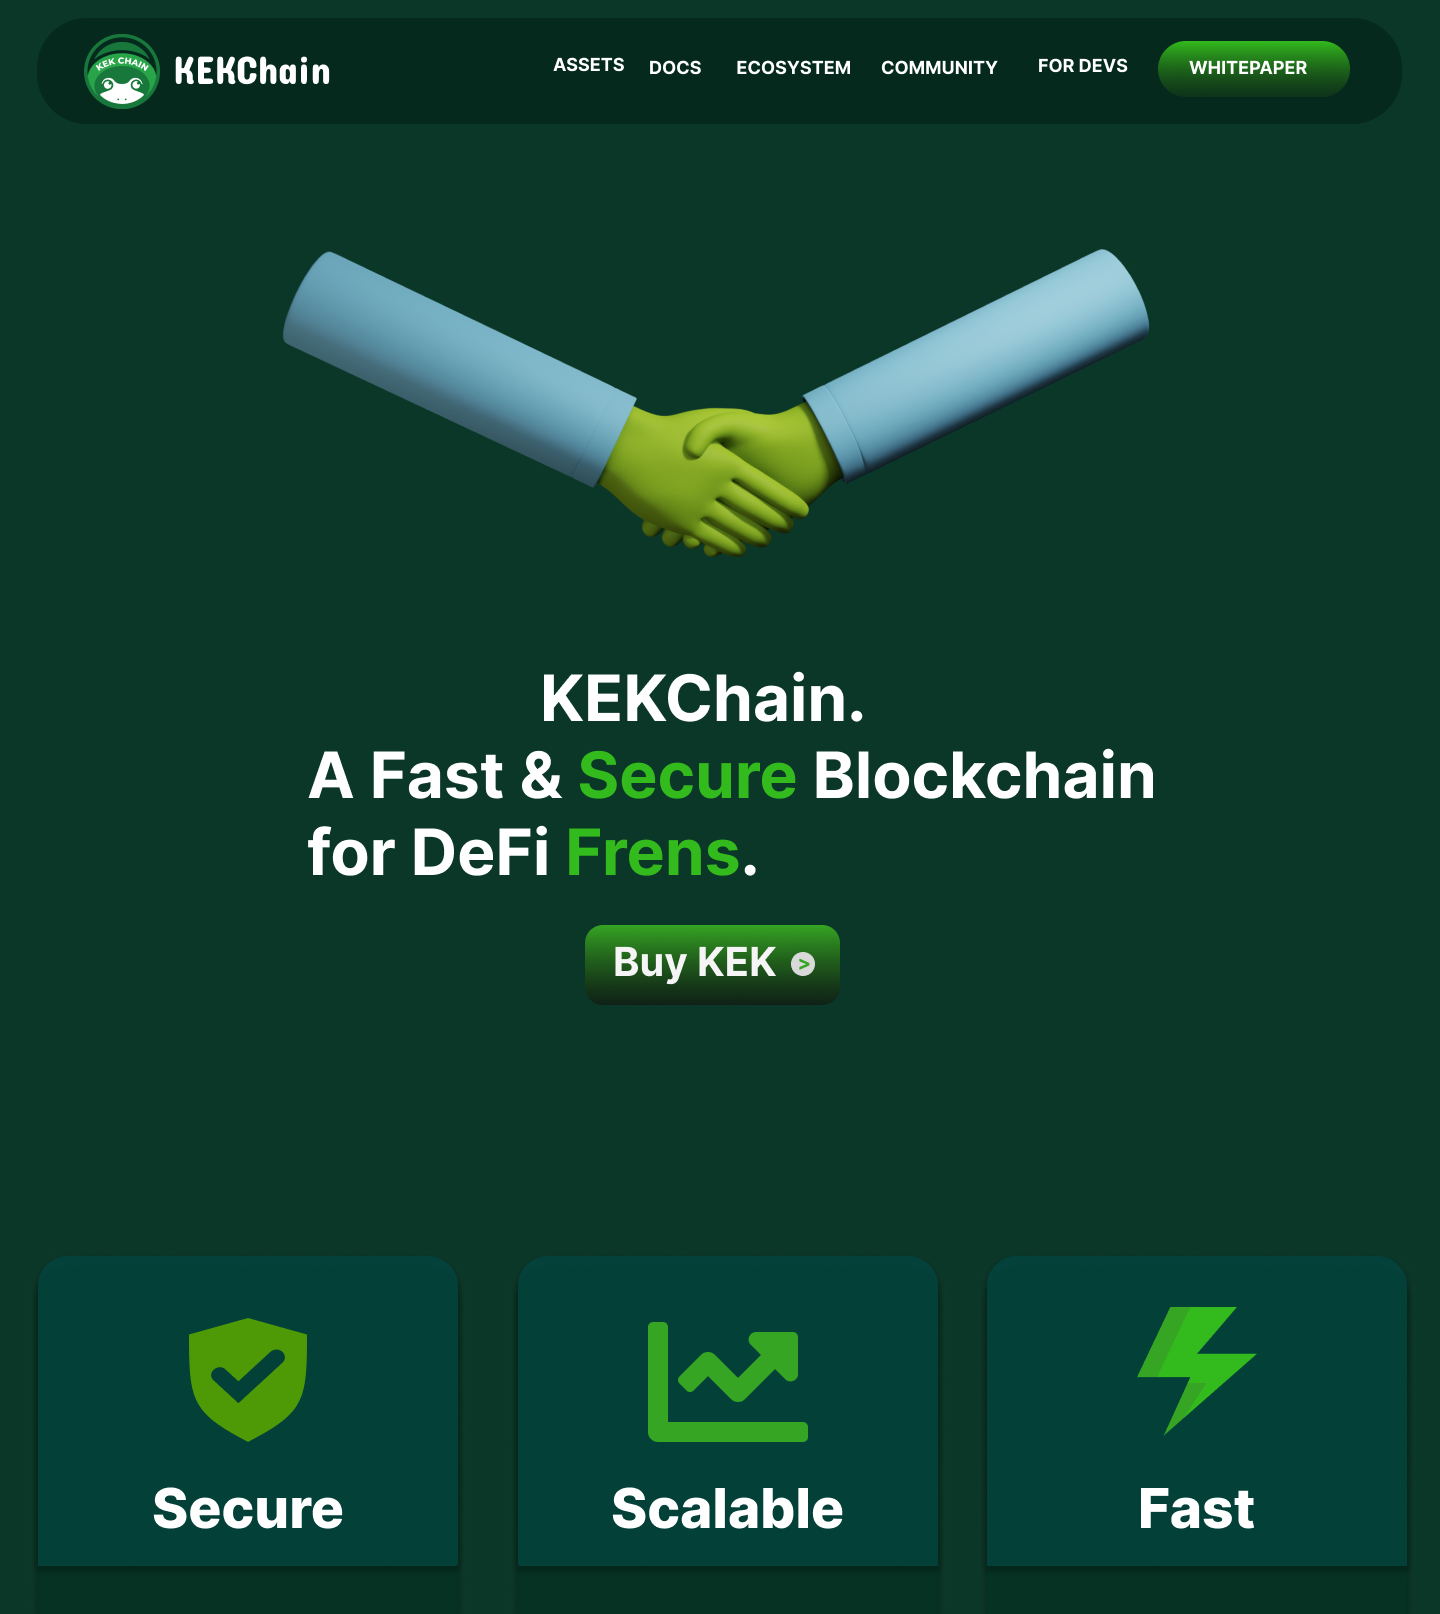 KEK CHAIN
KEKChain
ASSETS DOCS ECOSYSTEM COMMUNITY FOR DEVS WHITEPAPER
KEKChain.
A Fast & Secure Blockchain
for DeFi Frens.
Buy KEK >
Secure Scalable Fast